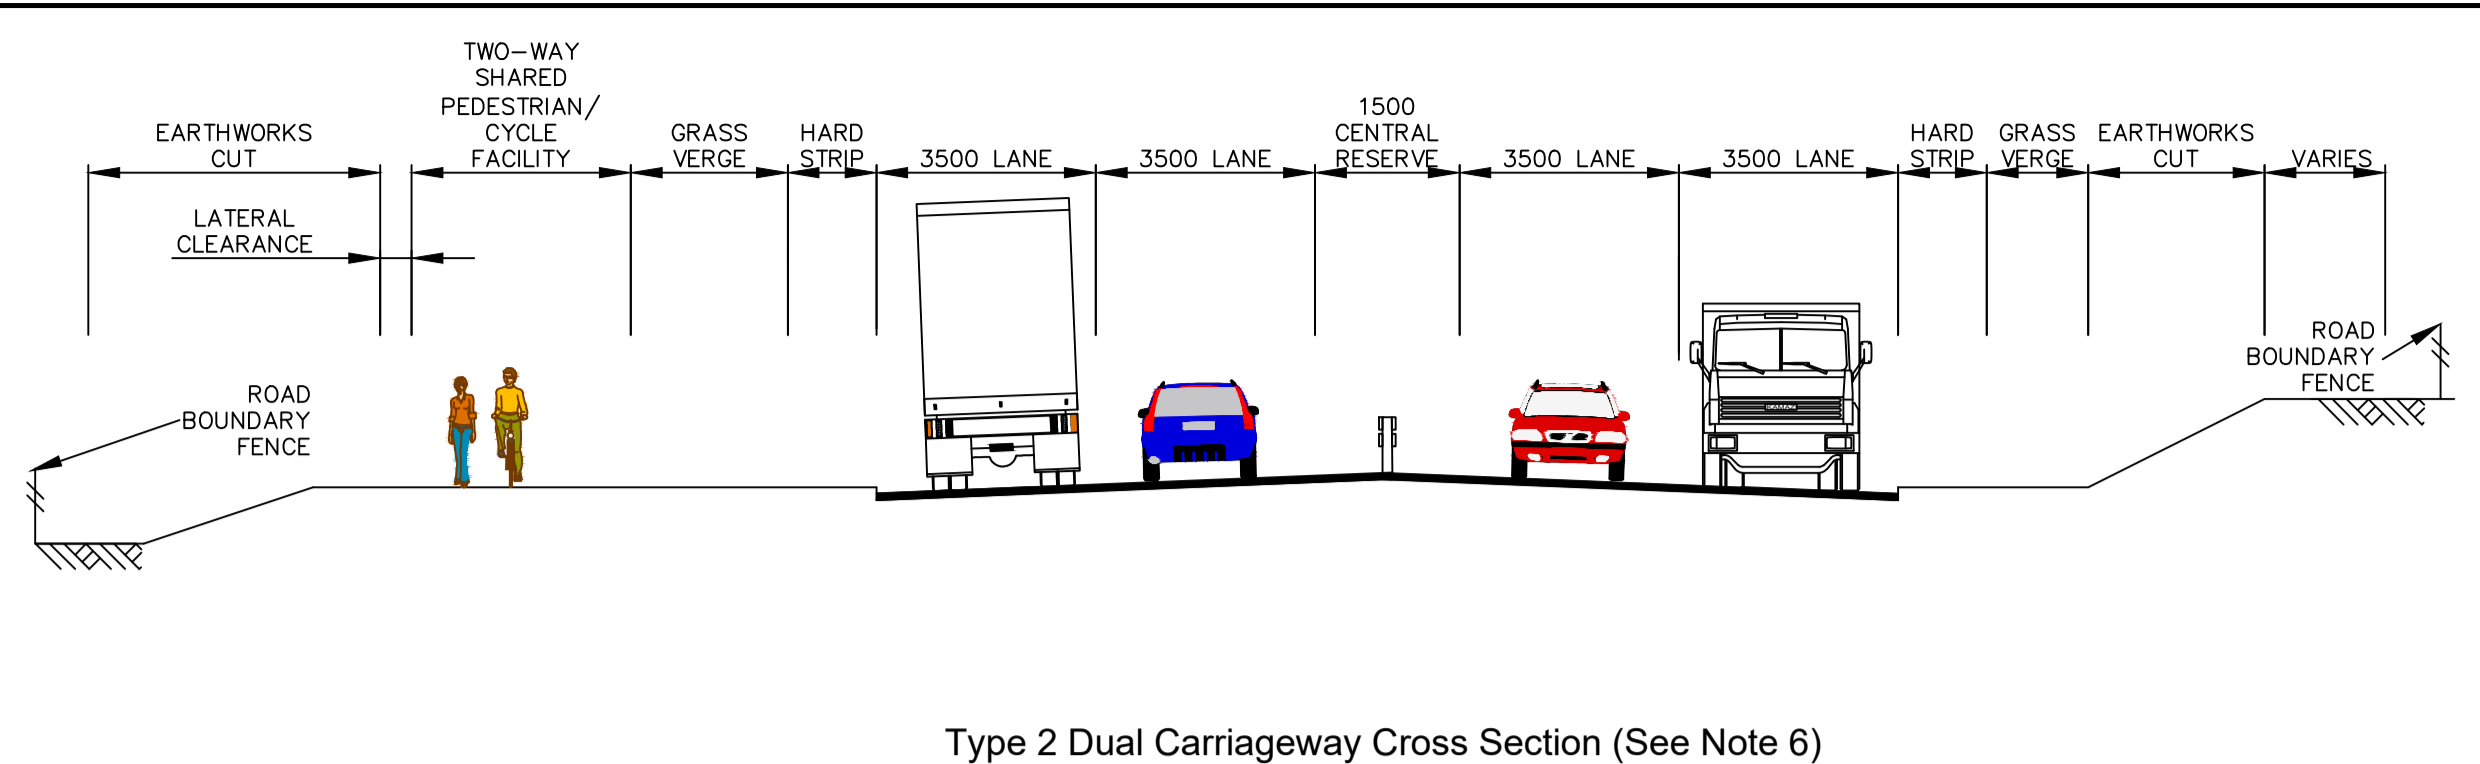 TWO-WAY
SHARED
PEDESTRIAN/
CYCLE
FACILITY
EARTHWORKS
CUT
GRASS
VERGE
HARD
STRIP
3500 LANE
3500 LANE
1500
CENTRAL
RESERVE
3500 LANE
3500 LANE
HARD
STRIP
GRASS
VERGE
EARTHWORKS
CUT
VARIES
LATERAL
CLEARANCE
ROAD
BOUNDARY
FENCE
ROAD
BOUNDARY
FENCE
KAMAZ
Type 2 Dual Carriageway Cross Section (See Note 6)